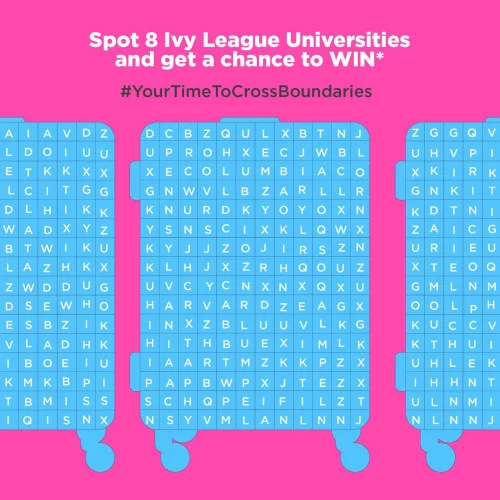 Spot 8 Ivy League Universities
and get a chance to WIN*
#YourTimeToCrossBoundaries
A I A V D Z D C B Z Q U L X B T N J Z G G Q V
L D O I U U U P R O H X E C J W B L U H V P I
E T K K X X X E C O L U M B I A C O X K I R K
L C I T G G G N W V L B Z A R L L R G N K I T
D L H I K K K N U R D K Y O Y O X N K D T N I
W A D X Y Z Y S N S C I X K L Q W X Z A I C G
B T W I K U K Y J J Z O J I R S Z N U R I E U
L A Z H K X K L H J X Z R H Q O U Z X T E O Q
Z W D D U G U V C Y C N X N X Q X U G M L N M
D S E W H O H A R V A R D Z E A G X O O L P H
E S B Z I K I N X Z B L U U V L K G K U C C V
V L A D H K H I T H B U E X I M L K K T H U I
I B O E I U I A A R T M Z K K P Z X U H L E K
K M K B P I P A P B W P X J T E Z X I H H N T
T B M I S S S C H Q P E I F I L Z T U L N M I
I Q I S N X N S Y V M L A N L N N J N L N N J